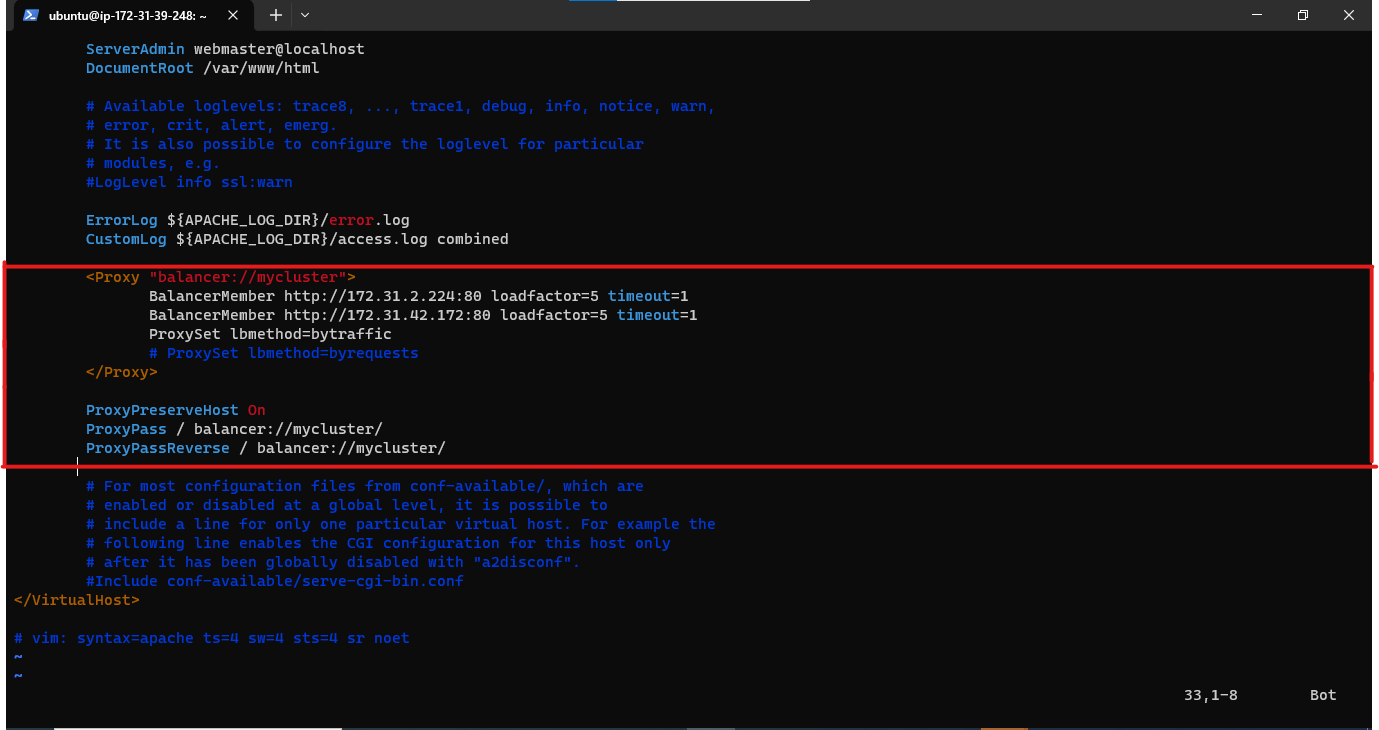 ubuntu@ip-172-31-39-248: ~
ServerAdmin webmaster@localhost
DocumentRoot /var/www/html
# Available loglevels: trace8, ..., trace1, debug, info, notice, warn,
# error, crit, alert, emerg.
# It is also possible to configure the loglevel for particular
# modules, e.g.
#LogLevel info ssl:warn
ErrorLog ${APACHE_LOG_DIR}/error.log
CustomLog ${APACHE_LOG_DIR}/access.log combined
<Proxy "balancer://mycluster">
BalancerMember http://172.31.2.224:80 loadfactor=5 timeout=1
BalancerMember http://172.31.42.172:80 loadfactor=5 timeout=1
ProxySet lbmethod=bytraffic
# ProxySet lbmethod=byrequests
</Proxy>
ProxyPreserveHost On
ProxyPass / balancer://mycluster/
ProxyPassReverse / balancer://mycluster/
# For most configuration files from conf-available/, which are
# enabled or disabled at a global level, it is possible to
# include a line for only one particular virtual host. For example the
# following line enables the CGI configuration for this host only
# after it has been globally disabled with "a2disconf".
#Include conf-available/serve-cgi-bin.conf
</VirtualHost>
# vim: syntax=apache ts=4 sw=4 sts=4 sr noet
~
~
33,1-8 Bot